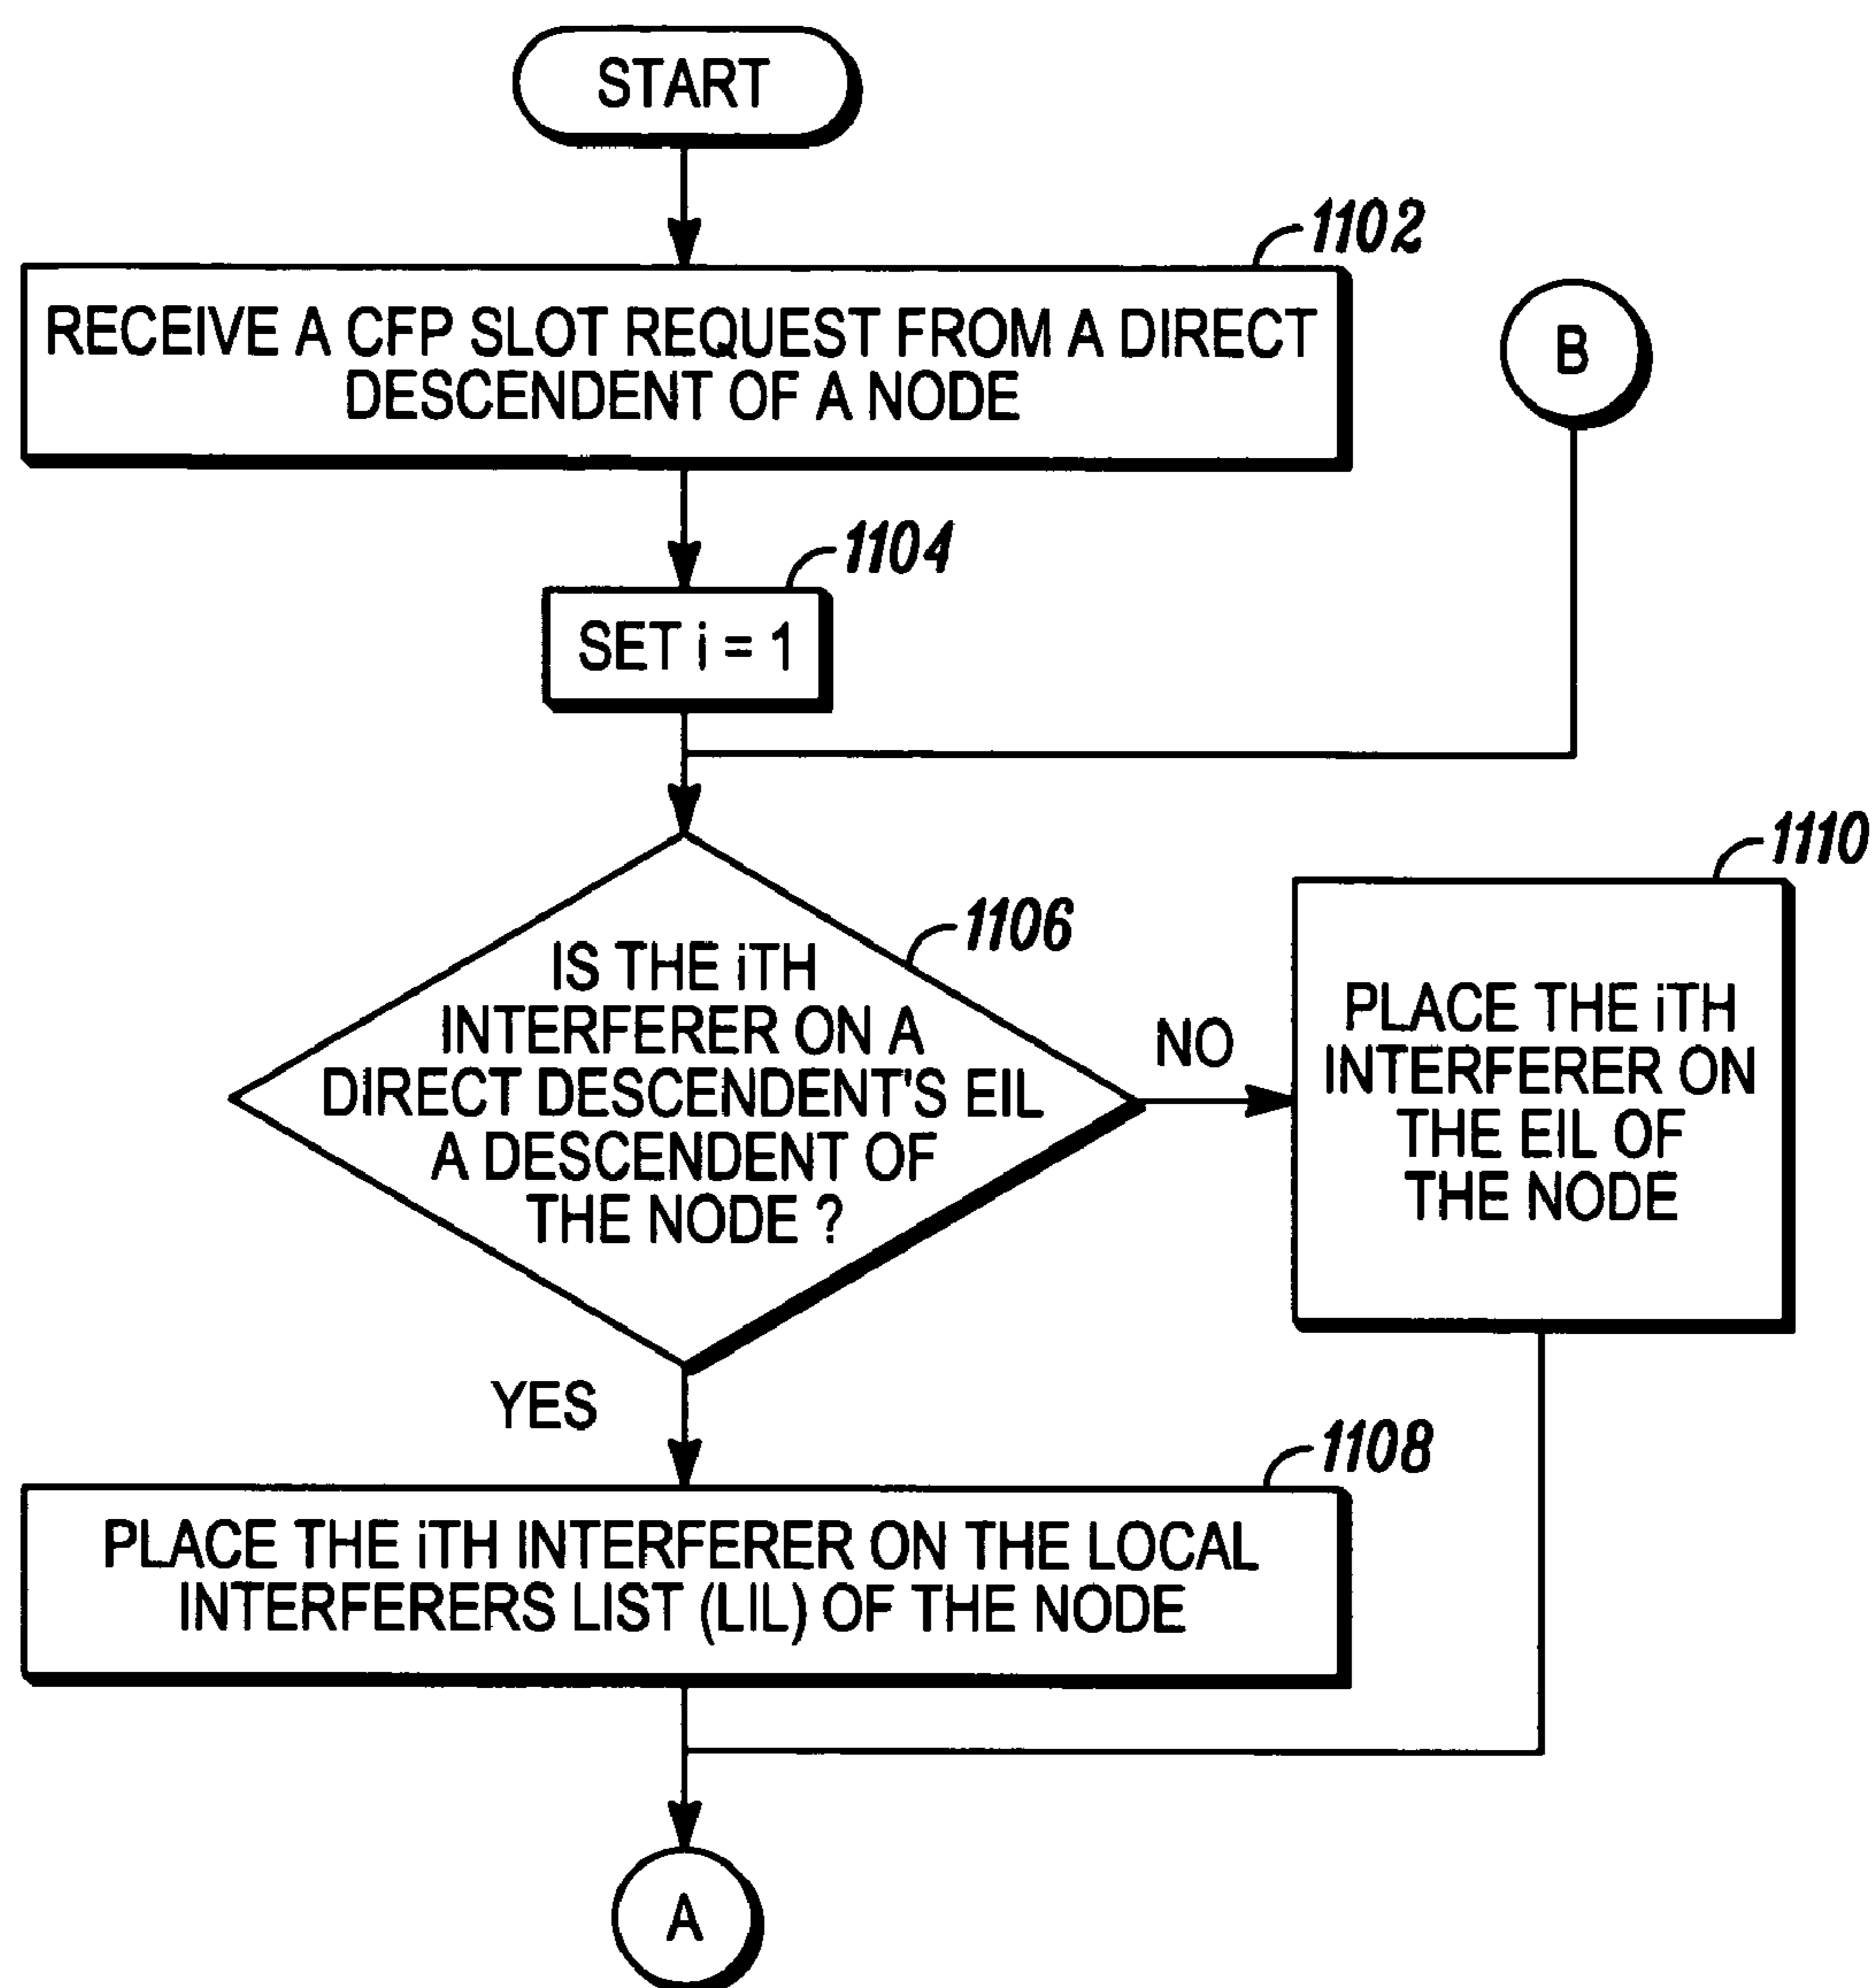 START
1102
RECEIVE A CFP SLOT REQUEST FROM A DIRECT
DESCENDENT OF A NODE
B
1104
SET i = 1
1106
IS THE iTH
INTERFERER ON A
DIRECT DESCENDENT'S EIL
A DESCENDENT OF
THE NODE ?
NO
1110
PLACE THE iTH
INTERFERER ON
THE EIL OF
THE NODE
YES
1108
PLACE THE iTH INTERFERER ON THE LOCAL
INTERFERERS LIST (LIL) OF THE NODE
A